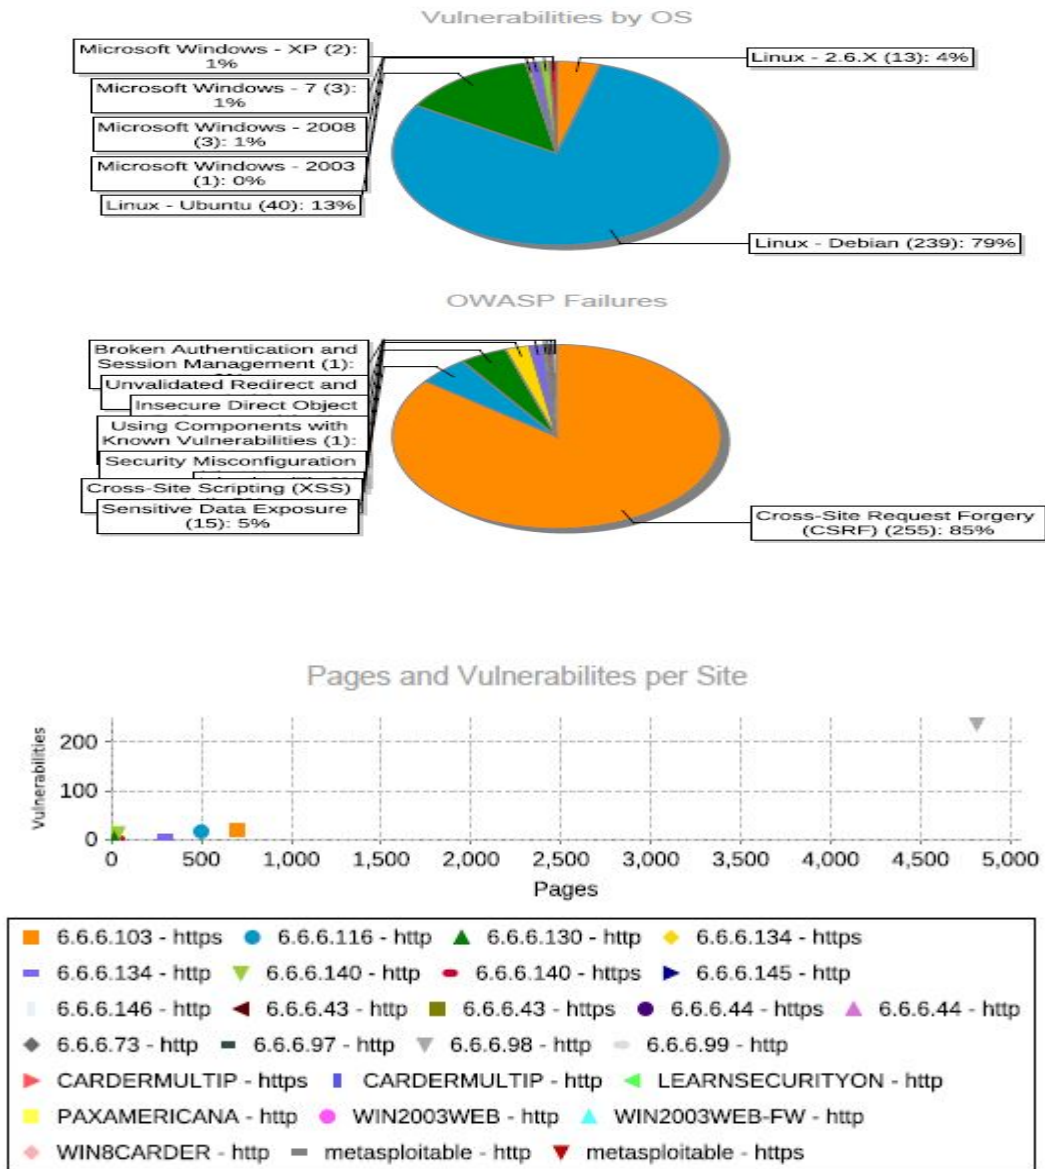 Vulnerabilities by OS
Microsoft Windows - XP (2):
1%
Microsoft Windows - 7 (3):
1%
Microsoft Windows - 2008
(3): 1%
Microsoft Windows - 2003
(1): 0%
Linux - Ubuntu (40): 13%
Linux - 2.6.X (13): 4%
Linux - Debian (239): 79%
OWASP Failures
Broken Authentication and
Session Management (1):
Unvalidated Redirect and
Insecure Direct Object
Using Components with
Known Vulnerabilities (1):
Security Misconfiguration
Cross-Site Scripting (XSS)
Sensitive Data Exposure
(15): 5%
Cross-Site Request Forgery
(CSRF) (255): 85%
Pages and Vulnerabilites per Site
Vulnerabilities
200
100
0
0 500 1,000 1,500 2,000 2,500 3,000 3,500 4,000 4,500 5,000
Pages
6.6.6.103 - https 6.6.6.116 - http 6.6.6.130 - http 6.6.6.134 - https
6.6.6.134 - http 6.6.6.140 - http 6.6.6.140 - https 6.6.6.145 - http
6.6.6.146 - http 6.6.6.43 - http 6.6.6.43 - https 6.6.6.44 - https 6.6.6.44 - http
6.6.6.73 - http 6.6.6.97 - http 6.6.6.98 - http 6.6.6.99 - http
CARDERMULTIP - https CARDERMULTIP - http LEARNSECURITYON - http
PAXAMERICANA - http WIN2003WEB - http WIN2003WEB-FW - http
WIN8CARDER - http metasploitable - http metasploitable - https